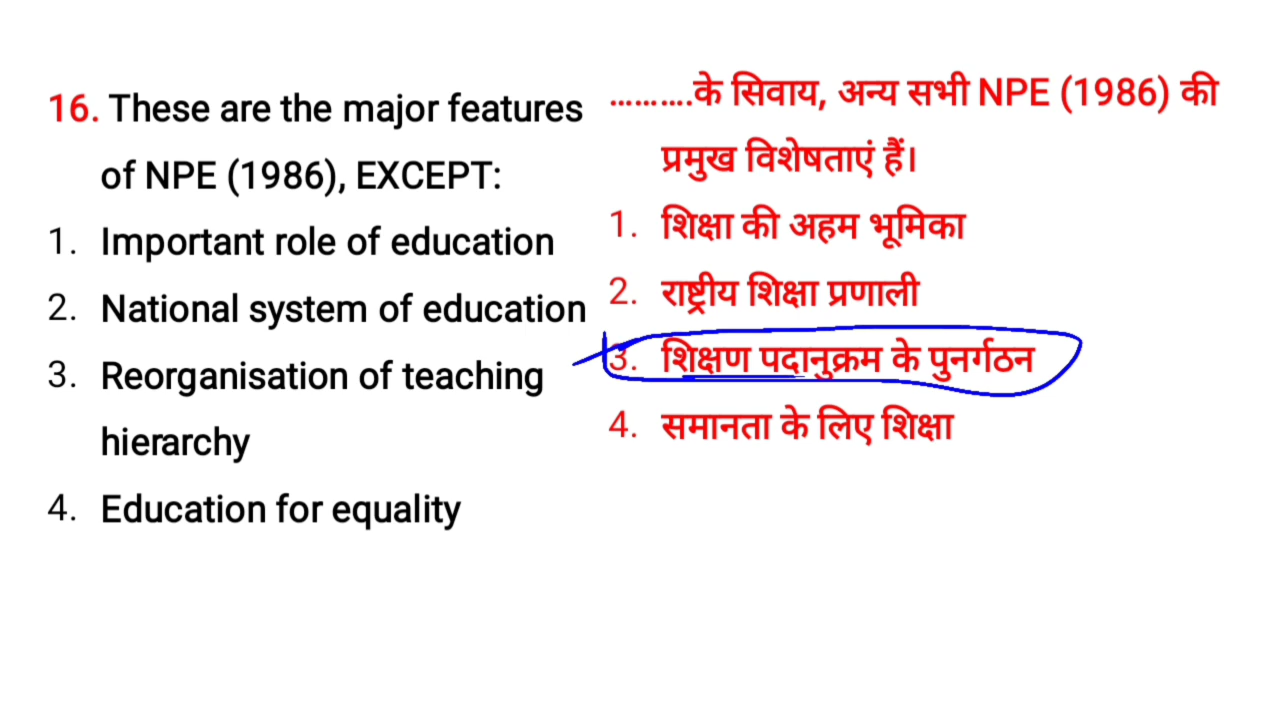 16. These are the major features
of NPE (1986), EXCEPT:
1. Important role of education
2. National system of education
3. Reorganisation of teaching
hierarchy
4. Education for equality
..........के सिवाय, अन्य सभी NPE (1986) की
प्रमुख विशेषताएं हैं।
1. शिक्षा की अहम भूमिका
2. राष्ट्रीय शिक्षा प्रणाली
3. शिक्षण पदानुक्रम के पुनर्गठन
4. समानता के लिए शिक्षा